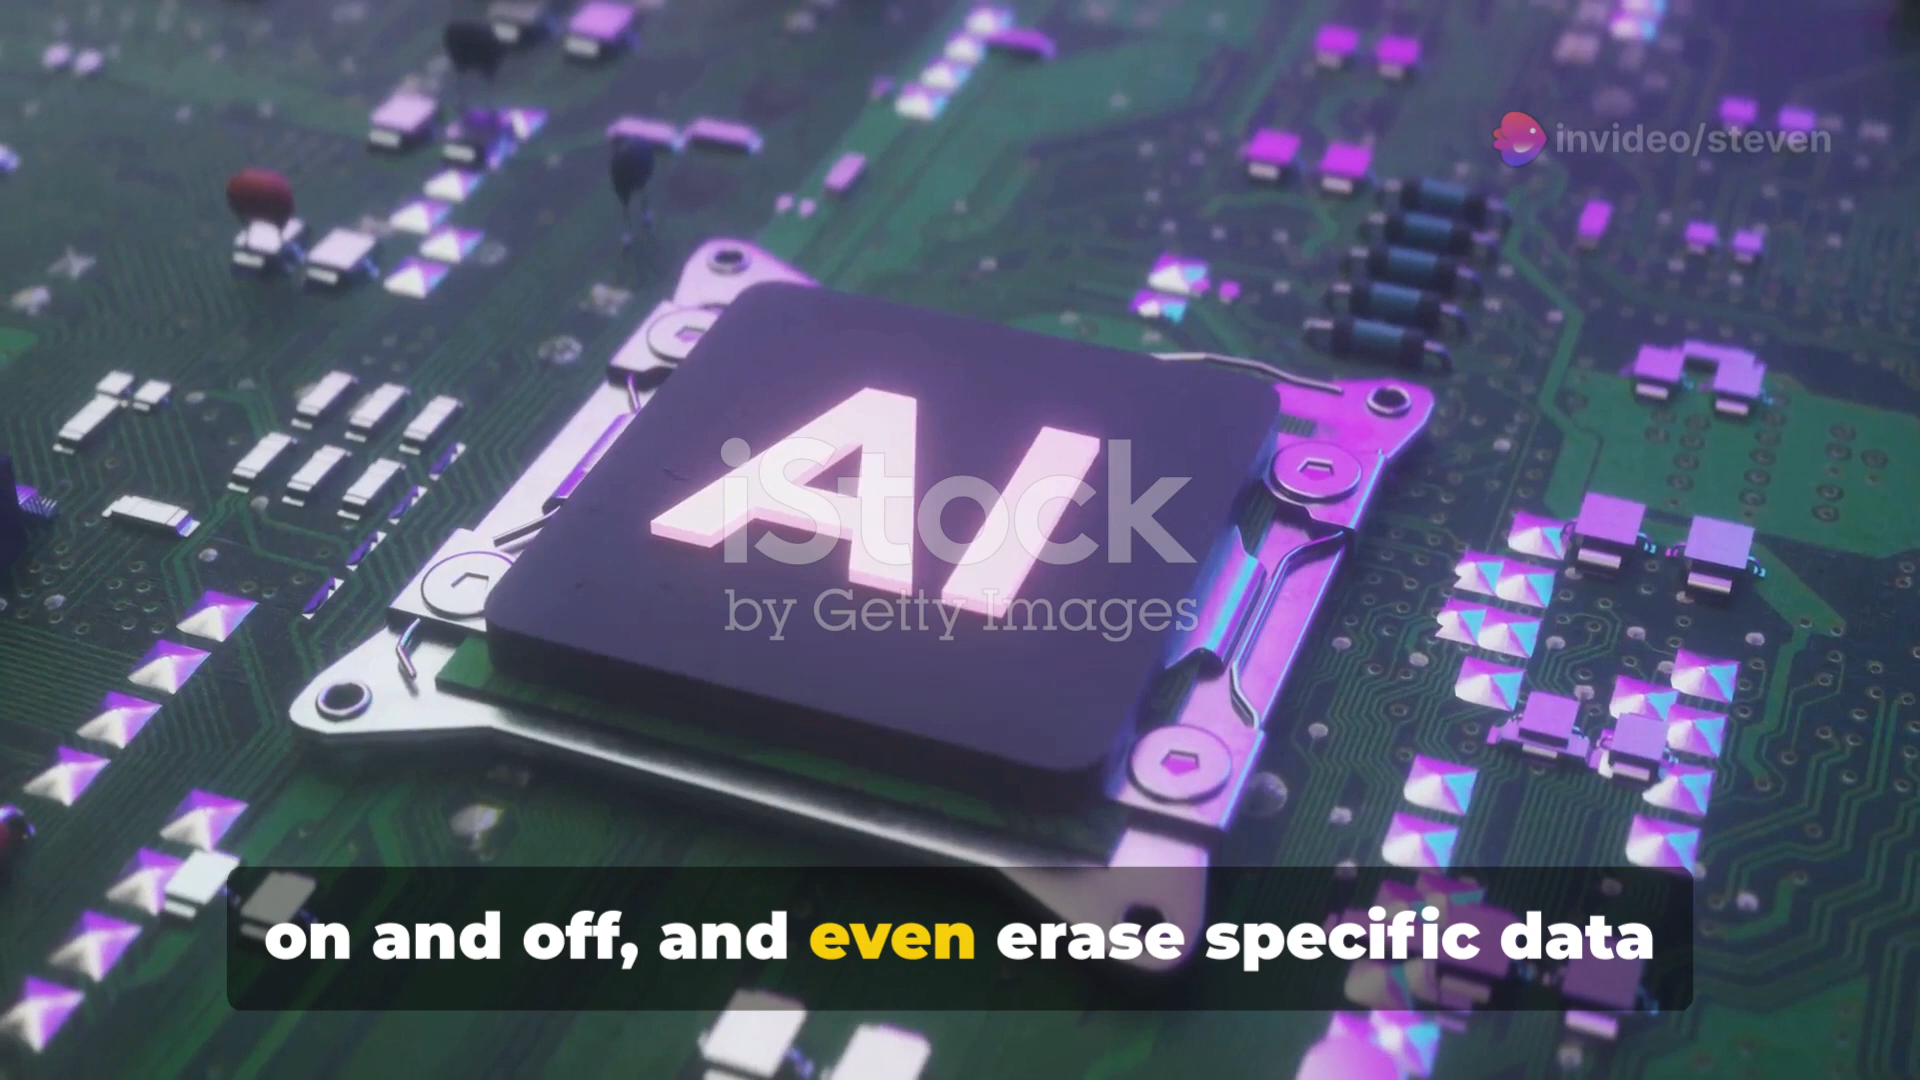 invideo/steven
AI
iStock
by Getty Images
on and off, and even erase specific data